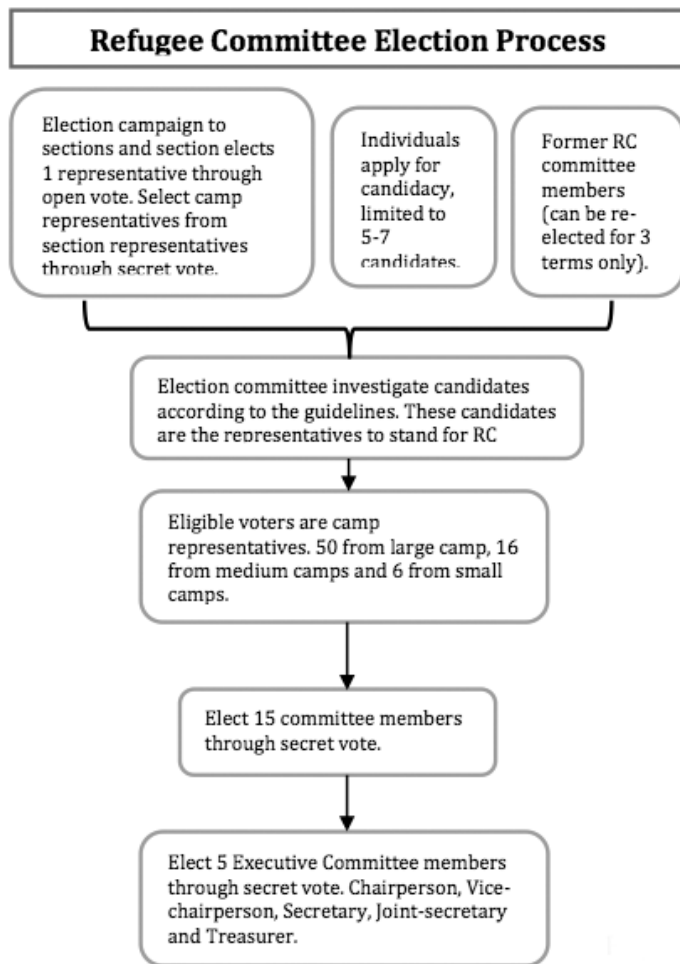 Refugee Committee Election Process
Election campaign to
sections and section elects
1 representative through
open vote. Select camp
representatives from
section representatives
through secret vote.
Individuals
apply for
candidacy,
limited to
5-7
candidates.
Former RC
committee
members
(can be re-
elected for 3
terms only).
Election committee investigate candidates
according to the guidelines. These candidates
are the representatives to stand for RC
Eligible voters are camp
representatives. 50 from large camp, 16
from medium camps and 6 from small
camps.
Elect 15 committee members
through secret vote.
Elect 5 Executive Committee members
through secret vote. Chairperson, Vice-
chairperson, Secretary, Joint-secretary
and Treasurer.